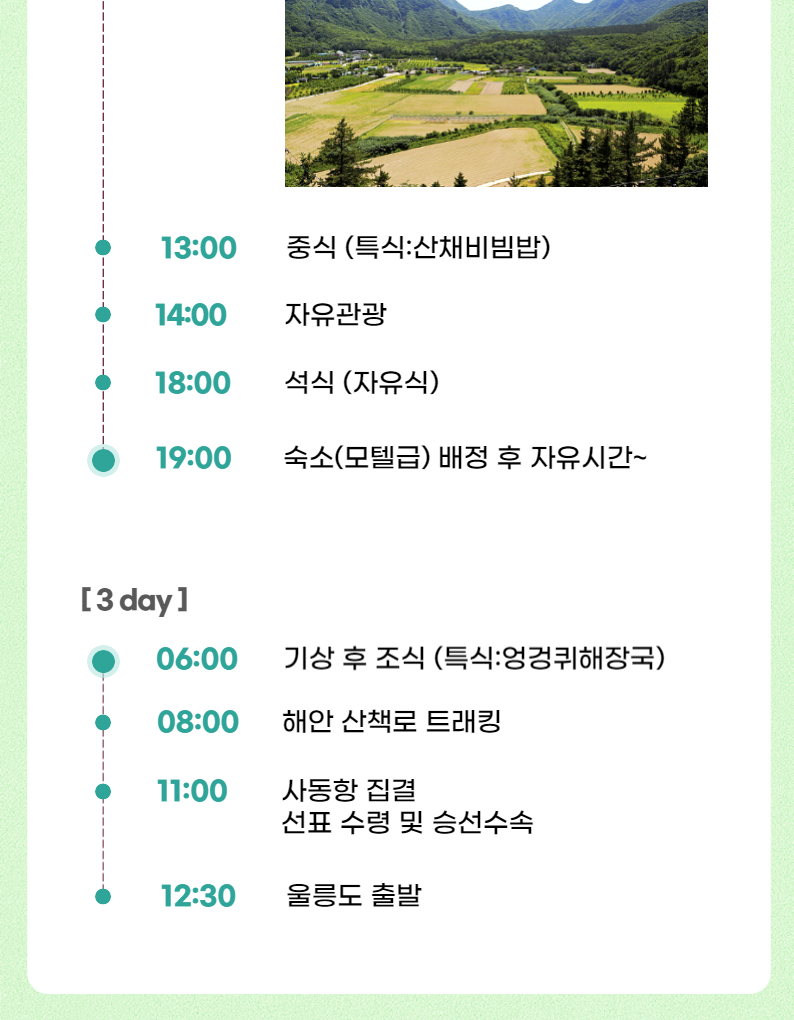 13:00 중식 (특식:산채비빔밥)
14:00 자유관광
18:00 석식 (자유식)
19:00 숙소(모텔급) 배정 후 자유시간~
[ 3 day ]
06:00 기상 후 조식 (특식:엉겅퀴해장국)
08:00 해안 산책로 트래킹
11:00 사동항 집결
선표 수령 및 승선수속
12:30 울릉도 출발